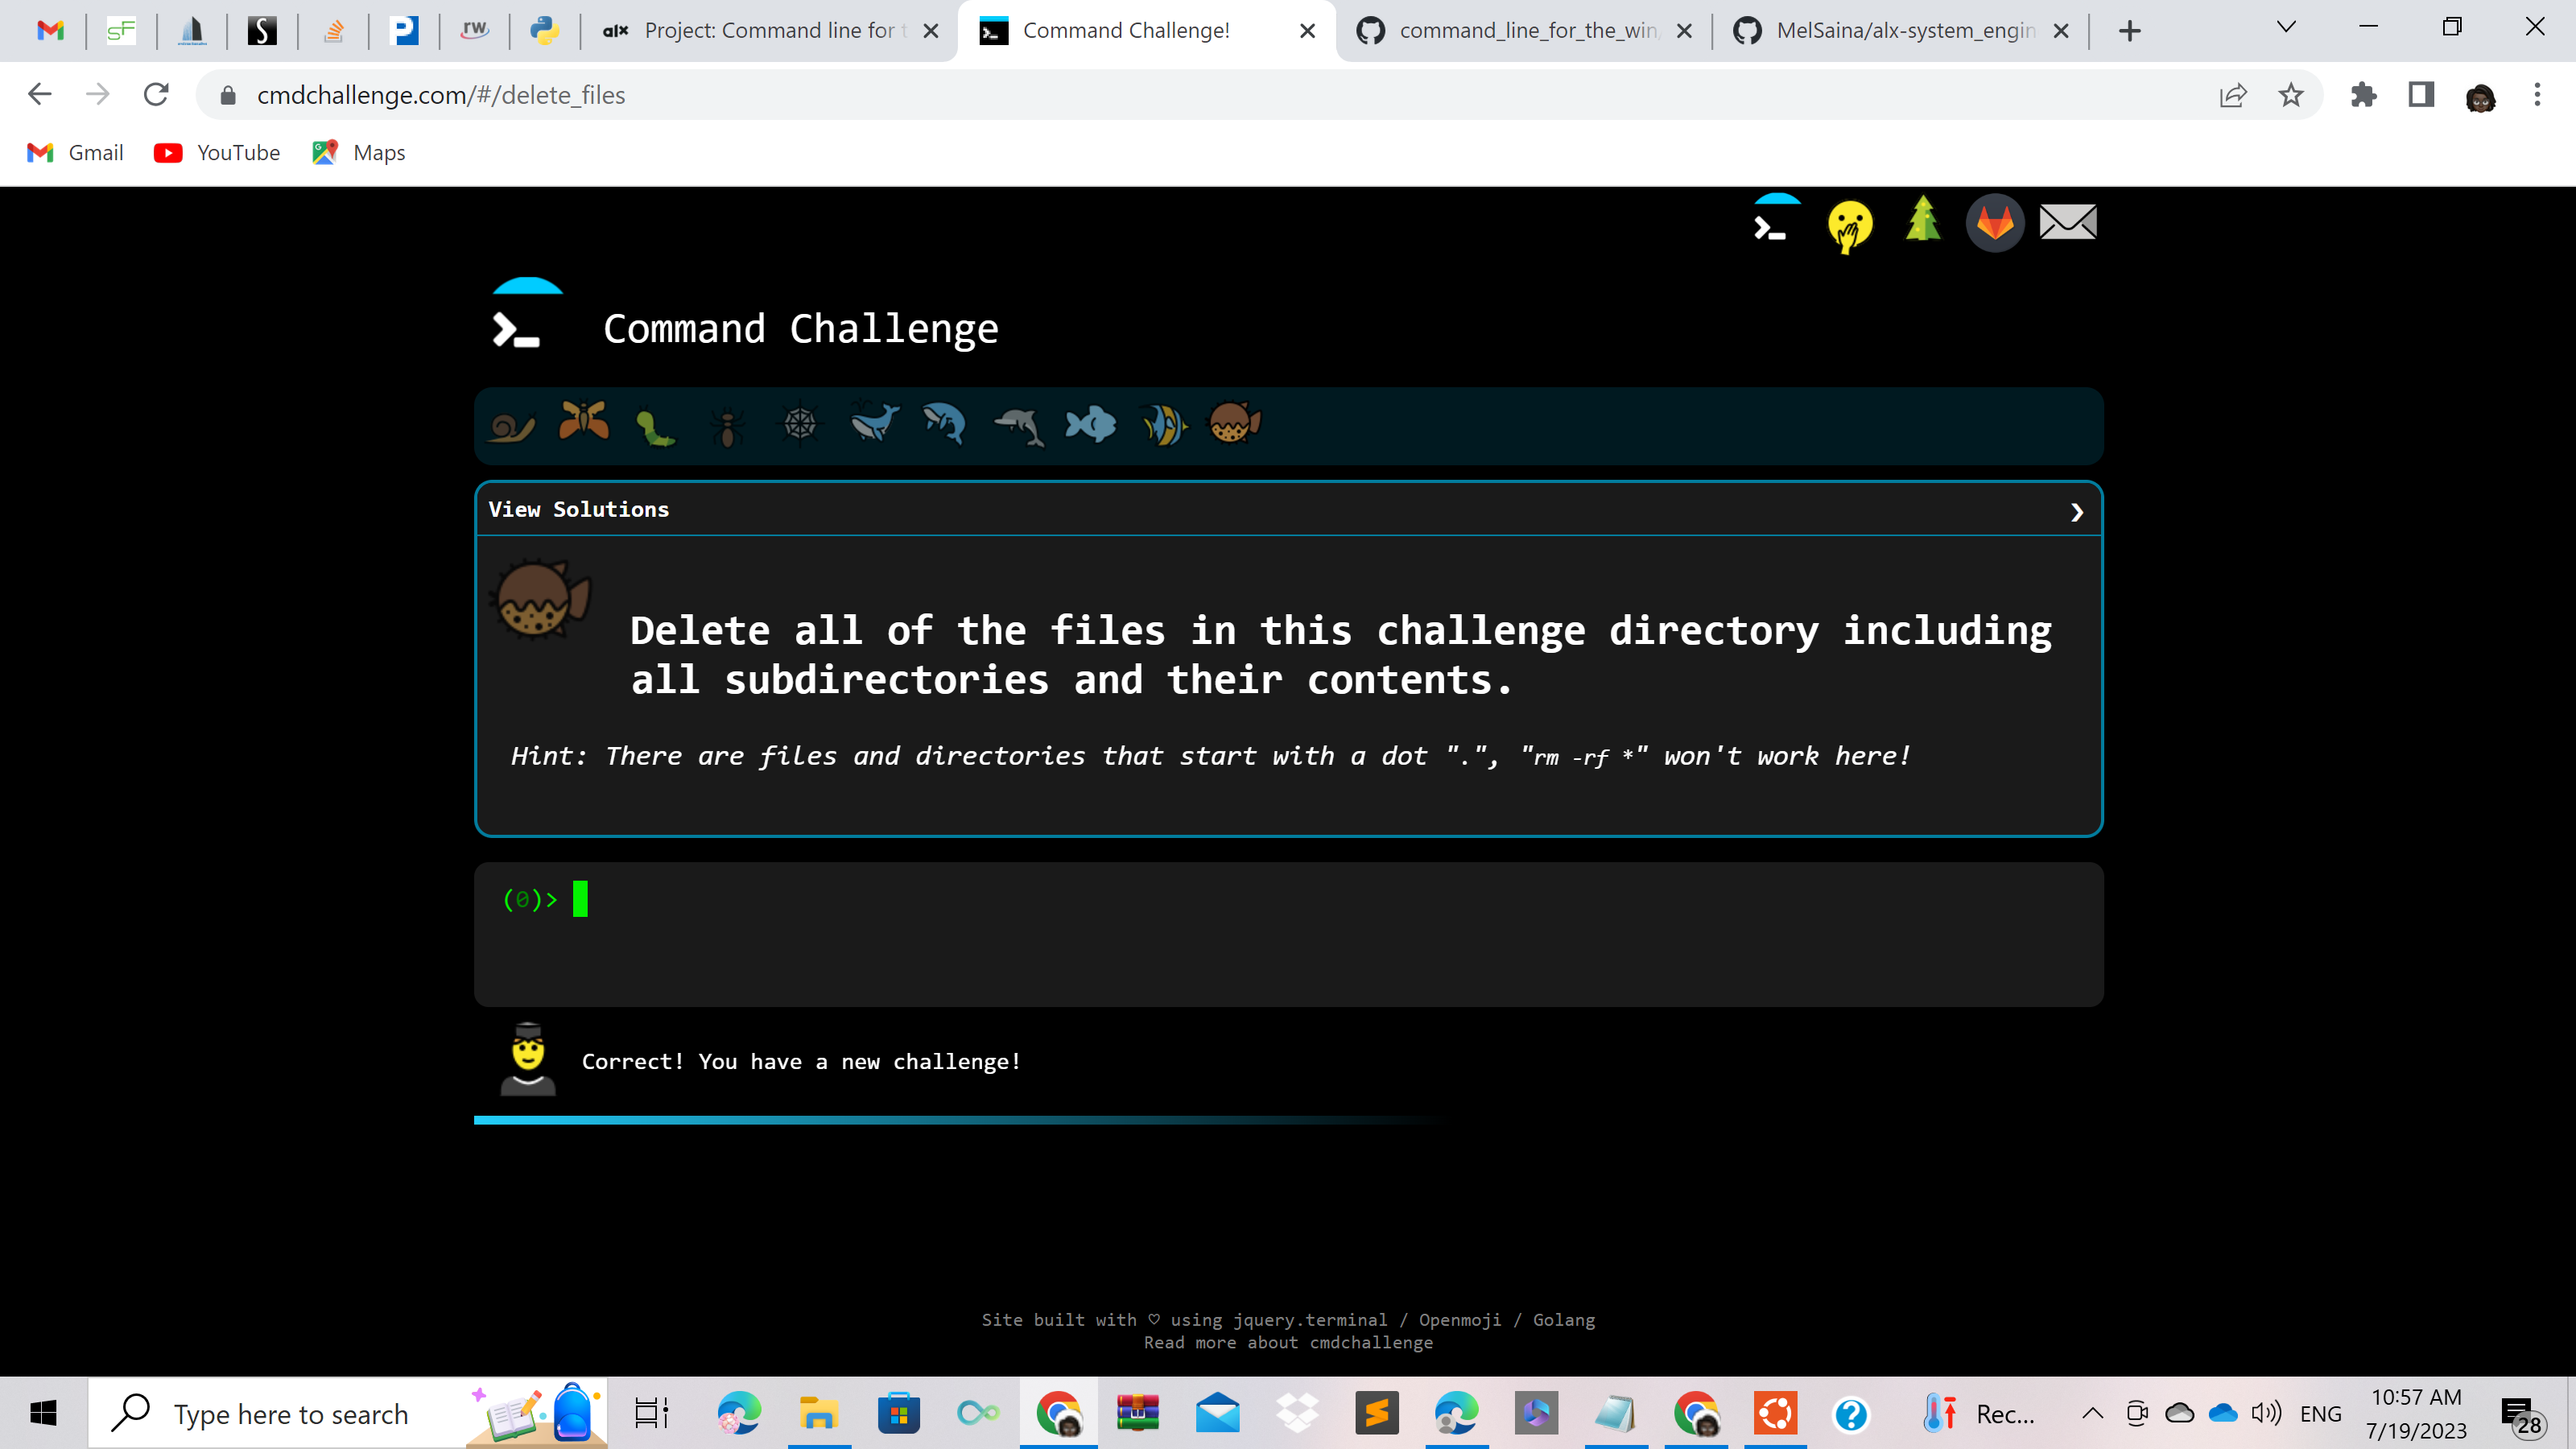 alx Project: Command line for t
Command Challenge!
command_line_for_the_win/
MelSaina/alx-system_engin
cmdchallenge.com/#/delete_files
Gmail
YouTube
Maps
Command Challenge
View Solutions
Delete all of the files in this challenge directory including
all subdirectories and their contents.
Hint: There are files and directories that start with a dot ".", "rm -rf *" won't work here!
(0)>
Correct! You have a new challenge!
Site built with ♡ using jquery.terminal / Openmoji / Golang
Read more about cmdchallenge
Type here to search
Rec...
ENG
10:57 AM
7/19/2023
28